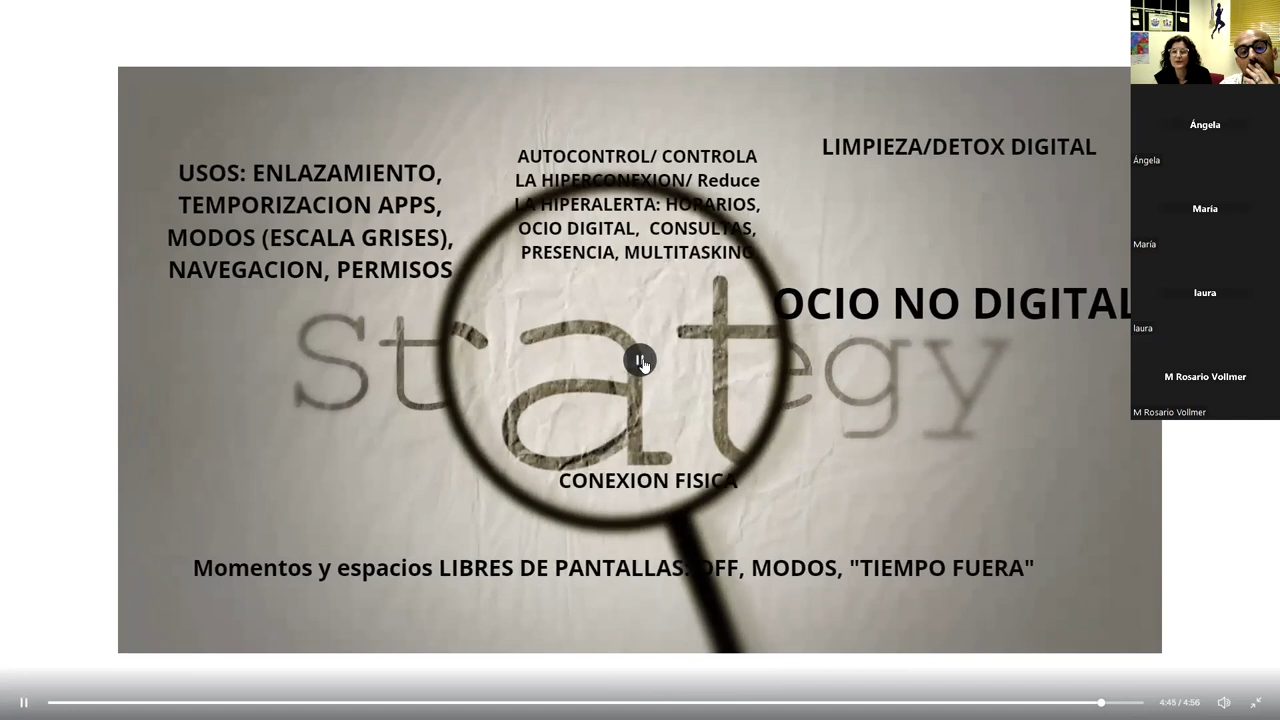 USOS: ENLAZAMIENTO,
TEMPORIZACION APPS,
MODOS (ESCALA GRISES),
NAVEGACION, PERMISOS
AUTOCONTROL/ CONTROLA
LA HIPERCONEXION/ Reduce
LA HIPERALERTA: HORARIOS,
OCIO DIGITAL, CONSULTAS,
PRESENCIA, MULTITASKING
LIMPIEZA/DETOX DIGITAL
OCIO NO DIGITAL
Strategy
CONEXION FISICA
Momentos y espacios LIBRES DE PANTALLAS: OFF, MODOS, "TIEMPO FUERA"
Ángela
Ángela
María
María
laura
laura
M Rosario Vollmer
M Rosario Vollmer
4:45 / 4:56